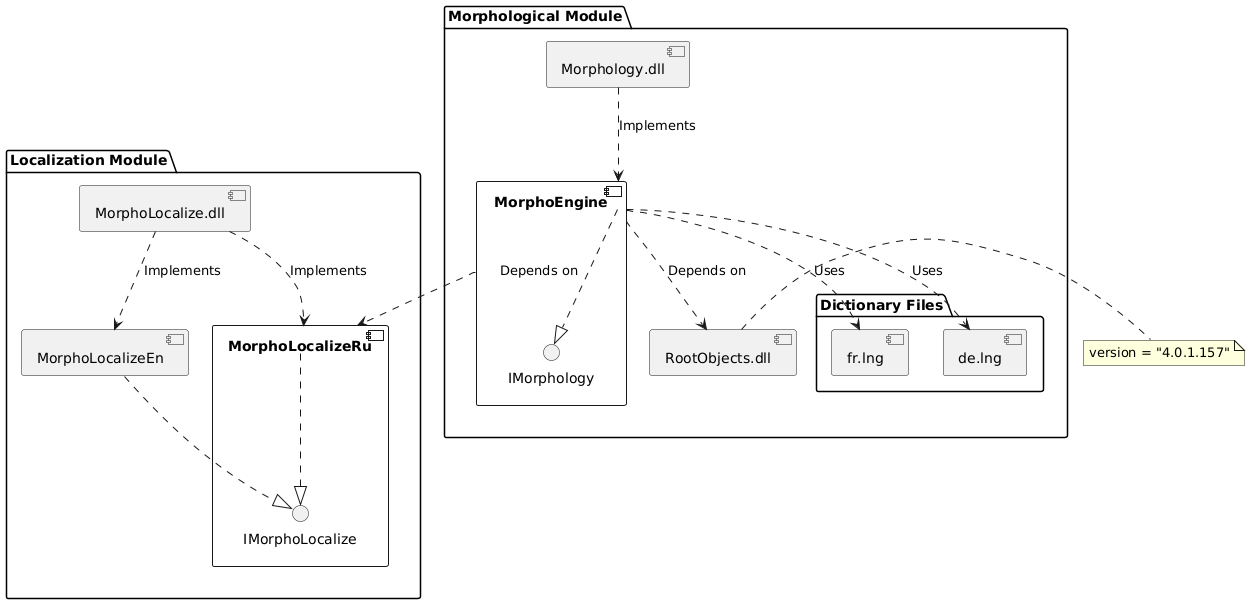 Morphological Module
Morphology.dll
Implements
Localization Module
MorphoLocalize.dll
MorphoEngine
Implements
Implements
Depends on
Depends on
Uses
Uses
Dictionary Files
MorphoLocalizeEn
MorphoLocalizeRu
IMorphology
RootObjects.dll
fr.lng
de.lng
version = "4.0.1.157"
IMorphoLocalize